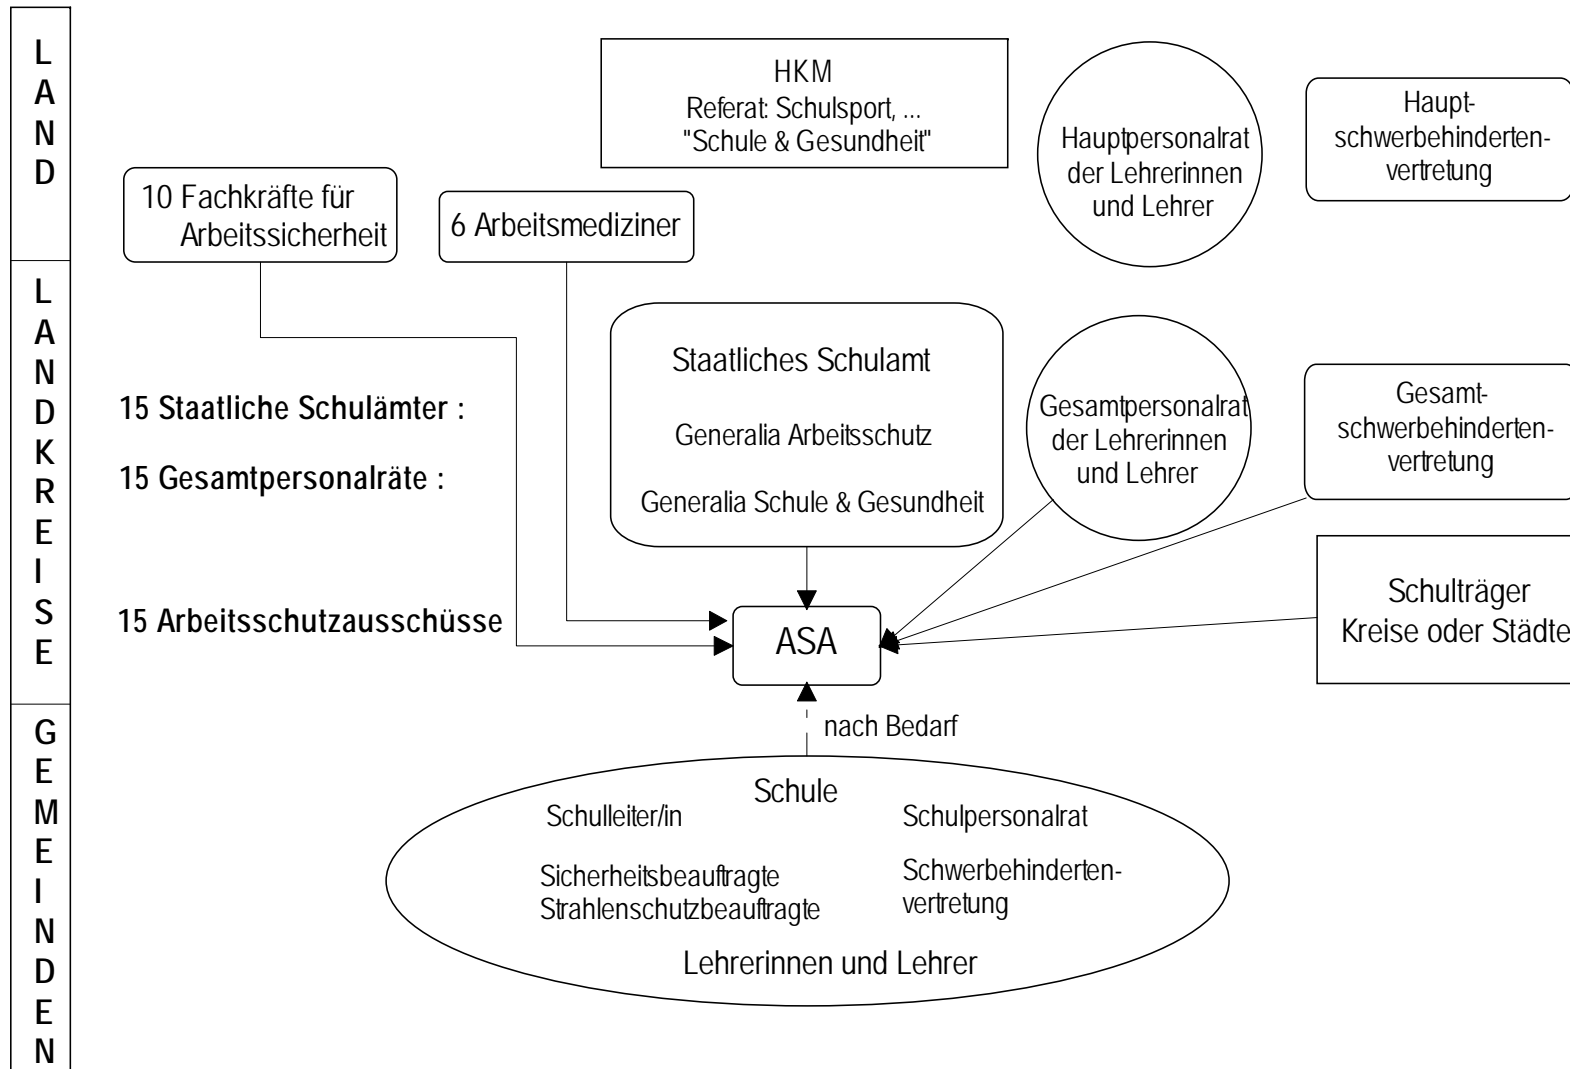 LAND
HKM
Referat: Schulsport, ...
"Schule & Gesundheit"
Hauptpersonalrat
der Lehrerinnen
und Lehrer
Haupt-
schwerbehinderten-
vertretung
10 Fachkräfte für
Arbeitssicherheit
6 Arbeitsmediziner
LANDKREISE
Staatliches Schulamt
Generalia Arbeitsschutz
Generalia Schule & Gesundheit
Gesamtpersonalrat
der Lehrerinnen
und Lehrer
Gesamt-
schwerbehinderten-
vertretung
15 Staatliche Schulämter :
15 Gesamtpersonalräte :
15 Arbeitsschutzausschüsse
ASA
Schulträger
Kreise oder Städte
GEMEINDEN
nach Bedarf
Schule
Schulleiter/in
Schulpersonalrat
Sicherheitsbeauftragte
Strahlenschutzbeauftragte
Schwerbehinderten-
vertretung
Lehrerinnen und Lehrer